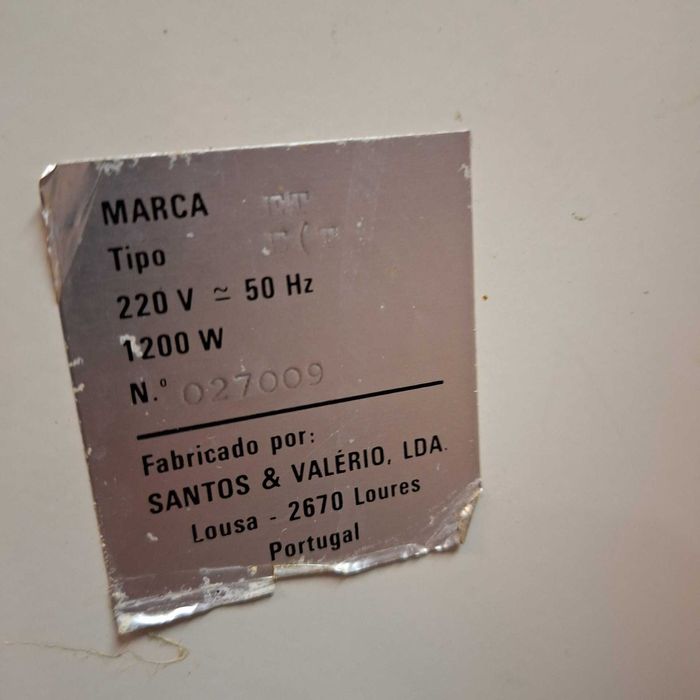 MARCA
Tipo
220 V ≃ 50 Hz
1200 W
N.º 027009
Fabricado por:
SANTOS & VALÉRIO, LDA.
Lousa - 2670 Loures
Portugal